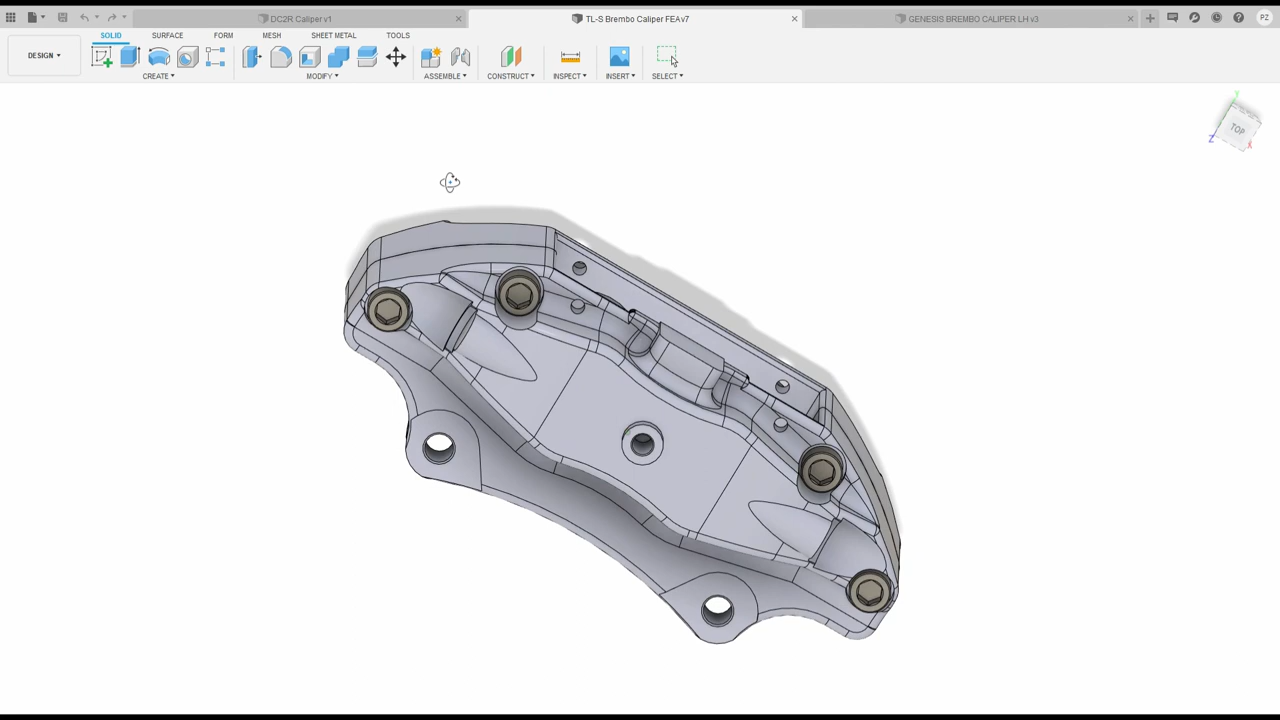 DC2R Caliper v1
TL-S Brembo Caliper FEA v7
GENESIS BREMBO CALIPER LH v3
PZ
SOLID SURFACE FORM MESH SHEET METAL TOOLS
DESIGN
CREATE MODIFY ASSEMBLE CONSTRUCT INSPECT INSERT SELECT
Y
TOP
Z
X